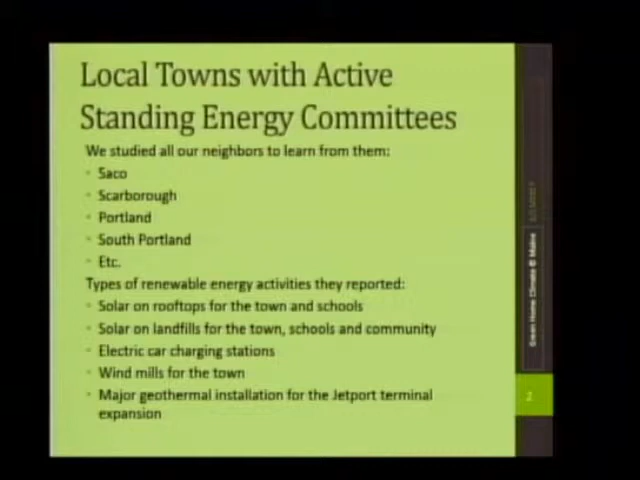 Local Towns with Active
Standing Energy Committees
We studied all our neighbors to learn from them:
Saco
Scarborough
Portland
South Portland
Etc.
Types of renewable energy activities they reported:
Solar on rooftops for the town and schools
Solar on landfills for the town, schools and community
Electric car charging stations
Wind mills for the town
Major geothermal installation for the Jetport terminal
expansion
2